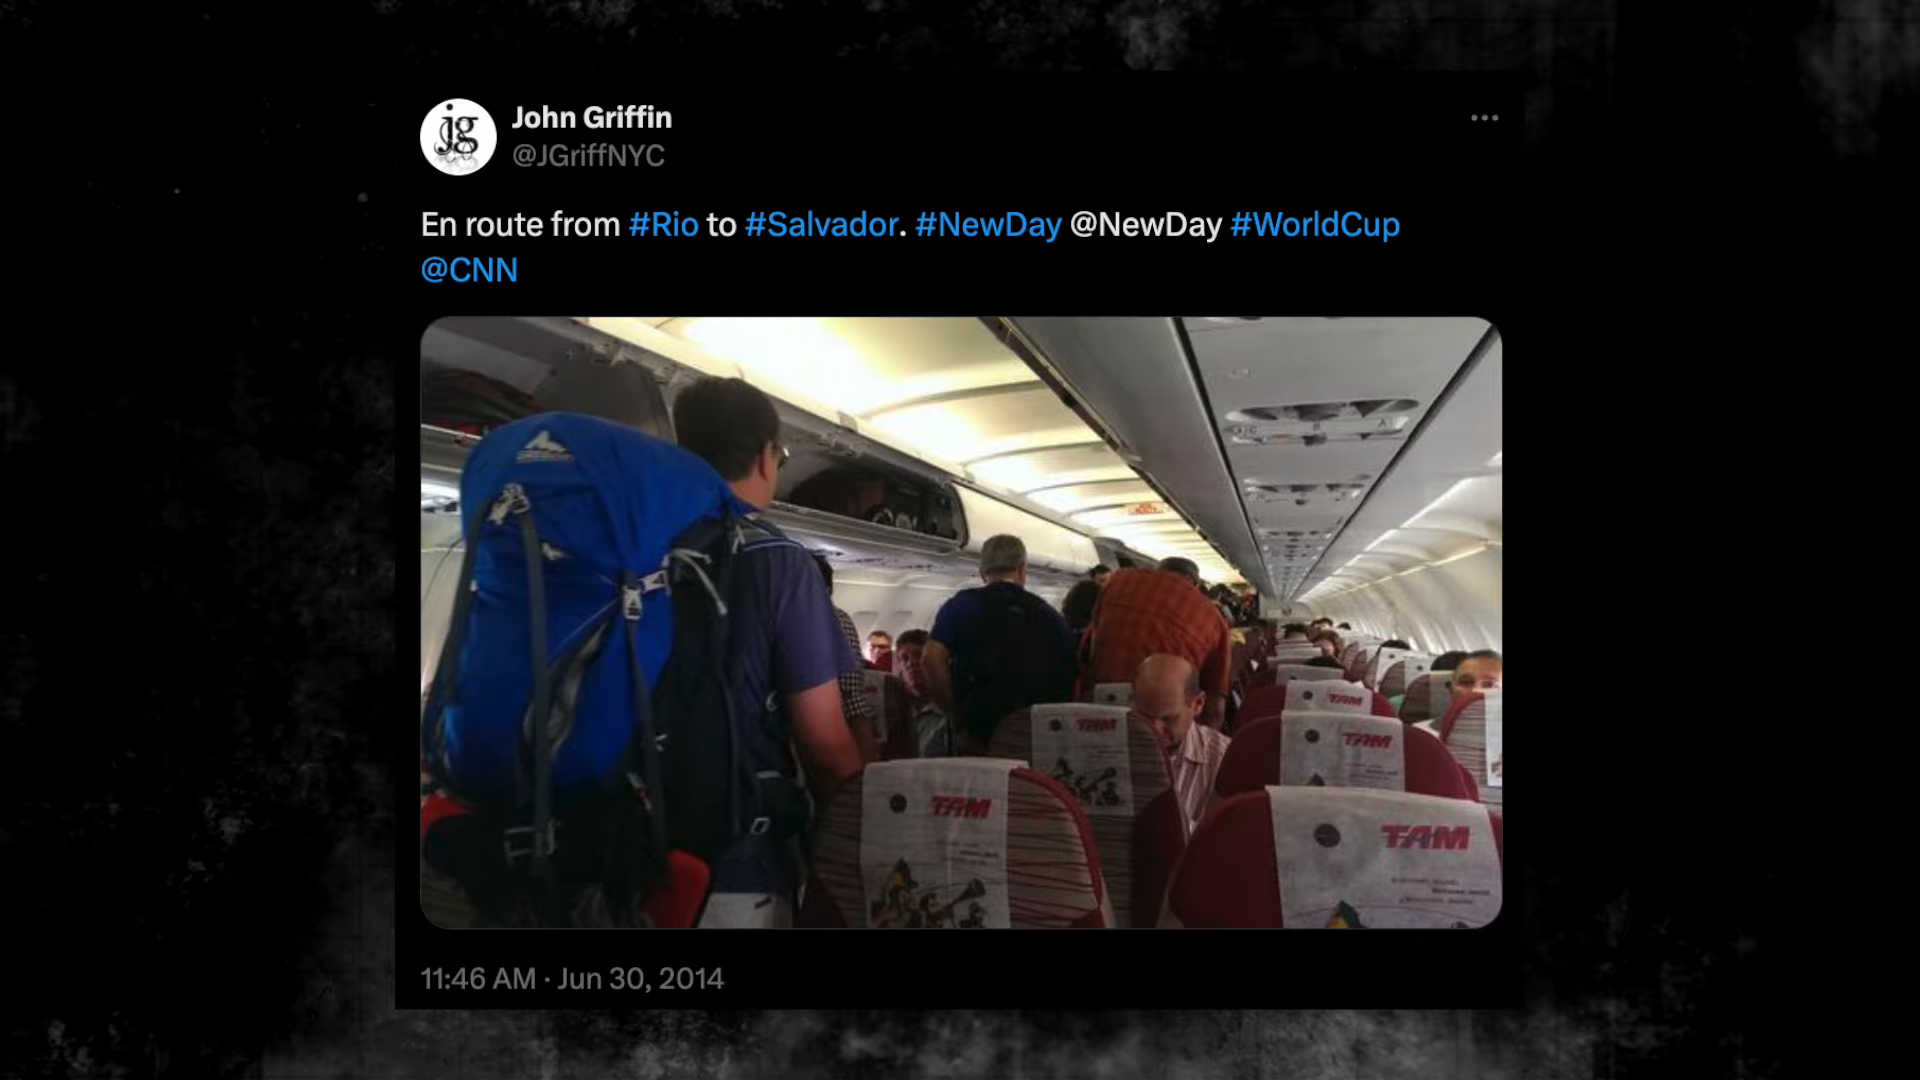 jg
John Griffin
@JGriffNYC
En route from #Rio to #Salvador. #NewDay @NewDay #WorldCup
@CNN
TAM
TAM
TAM
TAM
TAM
11:46 AM · Jun 30, 2014